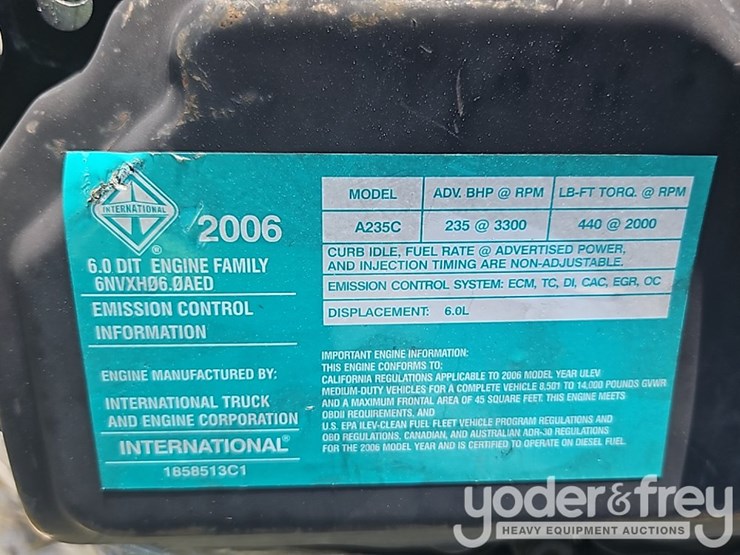 INTERNATIONAL
®
2006
6.0 DIT ENGINE FAMILY
6NVXHØ6.ØAED
EMISSION CONTROL
INFORMATION
ENGINE MANUFACTURED BY:
INTERNATIONAL TRUCK
AND ENGINE CORPORATION
INTERNATIONAL®
1858513C1
MODEL ADV. BHP @ RPM LB-FT TORQ. @ RPM
A235C 235 @ 3300 440 @ 2000
CURB IDLE, FUEL RATE @ ADVERTISED POWER,
AND INJECTION TIMING ARE NON-ADJUSTABLE.
EMISSION CONTROL SYSTEM: ECM, TC, DI, CAC, EGR, OC
DISPLACEMENT: 6.0L
IMPORTANT ENGINE INFORMATION:
THIS ENGINE CONFORMS TO:
CALIFORNIA REGULATIONS APPLICABLE TO 2006 MODEL YEAR ULEV
MEDIUM-DUTY VEHICLES FOR A COMPLETE VEHICLE 8,501 TO 14,000 POUNDS GVWR
AND A MAXIMUM FRONTAL AREA OF 45 SQUARE FEET. THIS ENGINE MEETS
OBDII REQUIREMENTS, AND
U.S. EPA ILEV-CLEAN FUEL FLEET VEHICLE PROGRAM REGULATIONS AND
OBD REGULATIONS, CANADIAN, AND AUSTRALIAN ADR-30 REGULATIONS
FOR THE 2006 MODEL YEAR AND IS CERTIFIED TO OPERATE ON DIESEL FUEL.
yoder&frey
HEAVY EQUIPMENT AUCTIONS